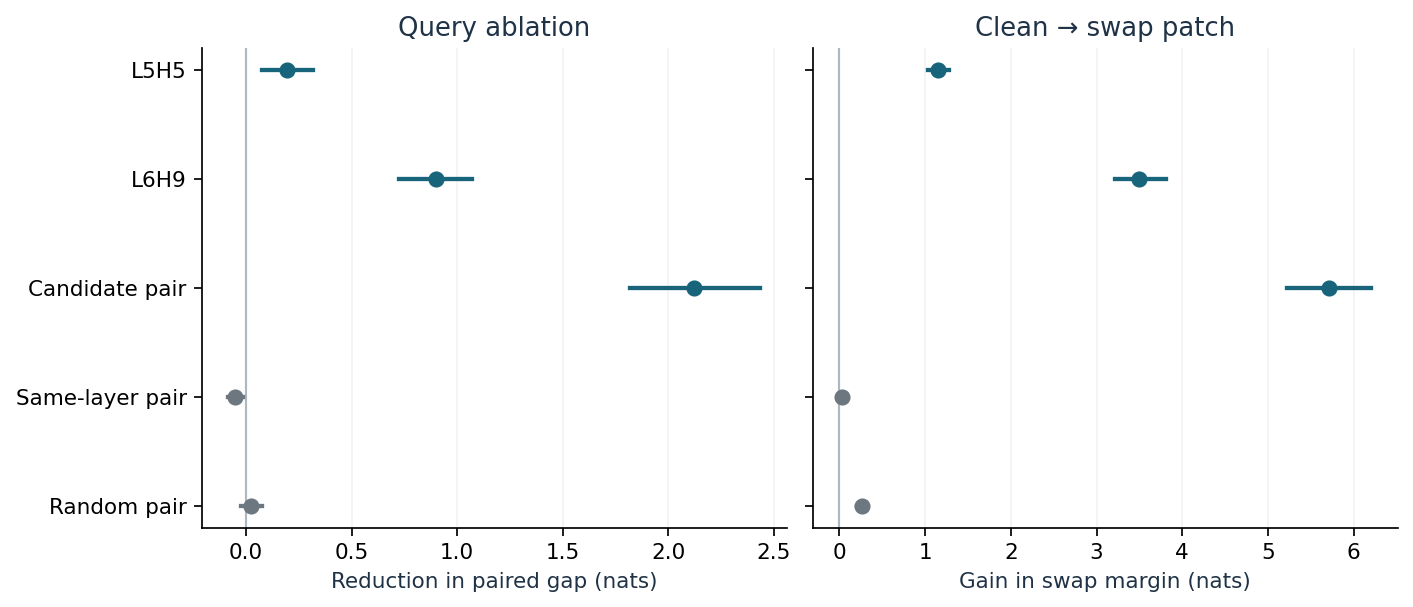 Query ablation
Clean → swap patch
L5H5
L6H9
Candidate pair
Same-layer pair
Random pair
0.0 0.5 1.0 1.5 2.0 2.5
0 1 2 3 4 5 6
Reduction in paired gap (nats)
Gain in swap margin (nats)